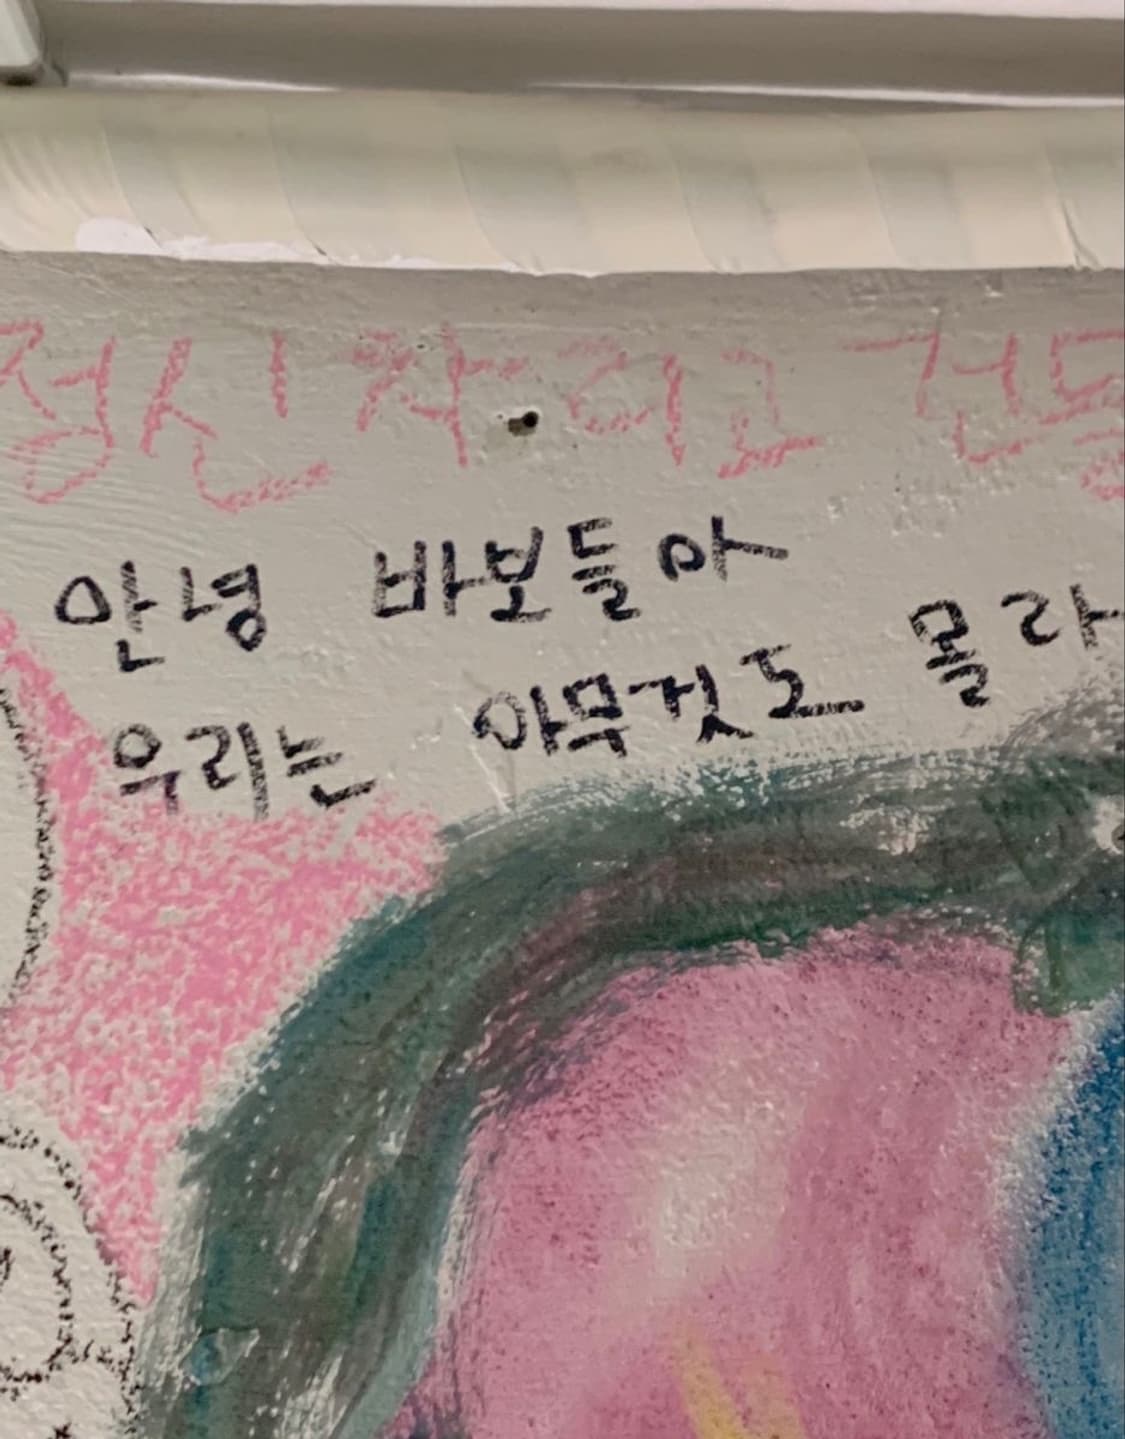 정신차리고
안녕 바보들아
우리는 아무것도 몰라